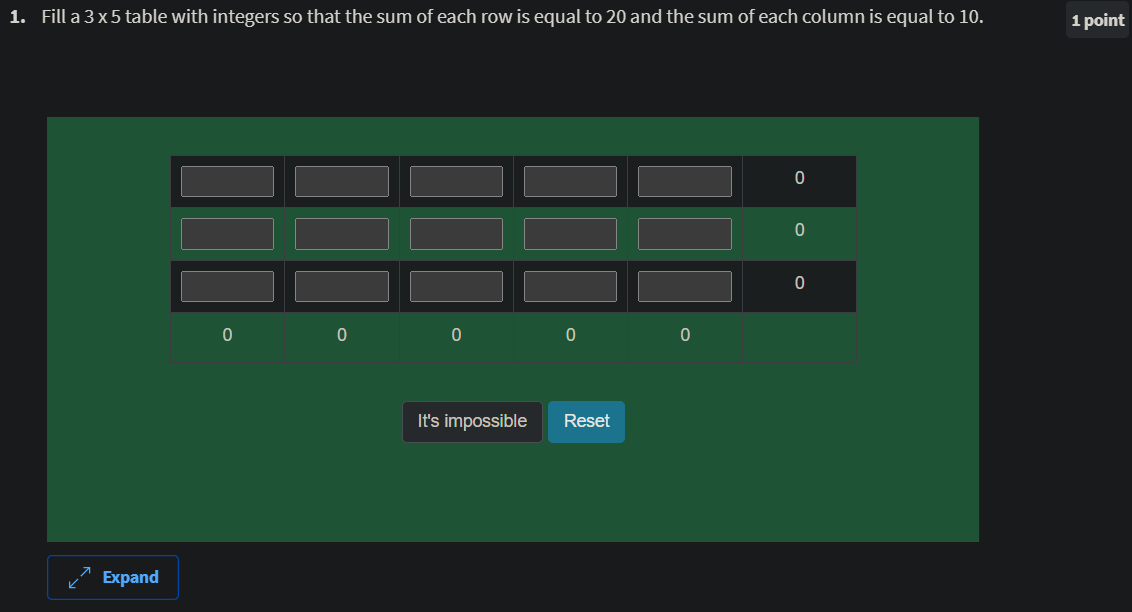 1. Fill a 3 x 5 table with integers so that the sum of each row is equal to 20 and the sum of each column is equal to 10.
1 point
0
0
0
0 0 0 0 0
It's impossible Reset
Expand